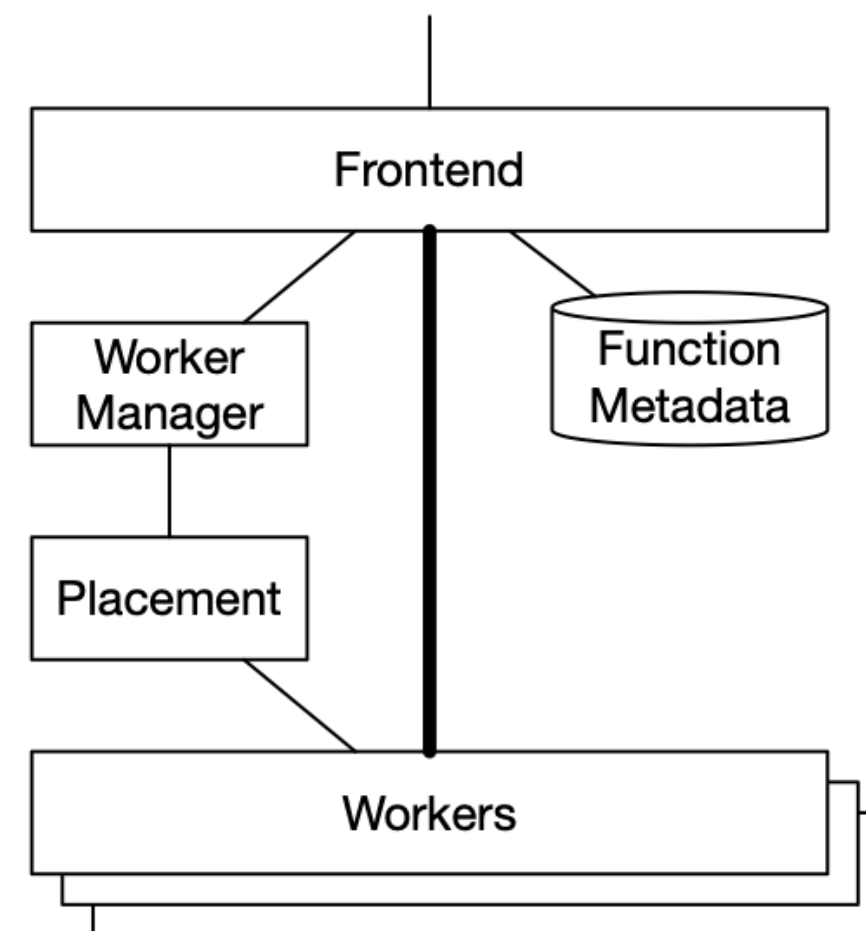 Frontend
Worker
Manager
Function
Metadata
Placement
Workers